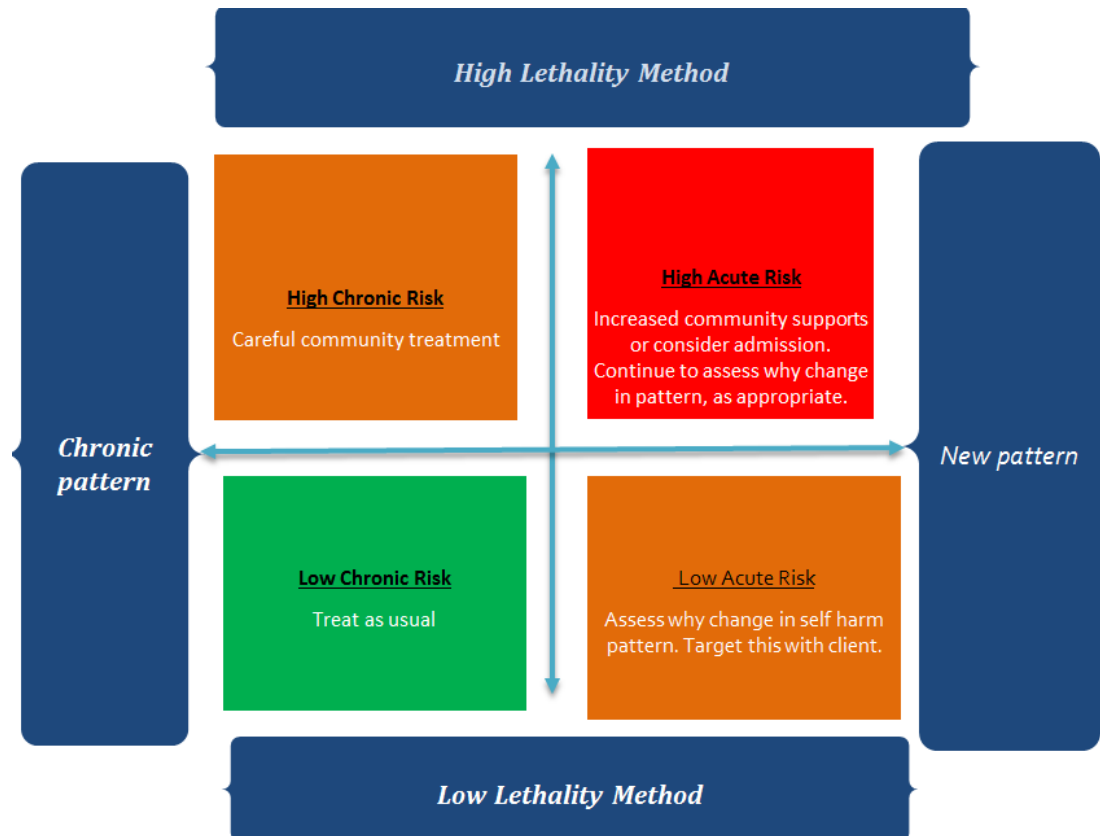 High Lethality Method
High Chronic Risk
Careful community treatment
High Acute Risk
Increased community supports
or consider admission.
Continue to assess why change
in pattern, as appropriate.
Chronic
pattern
New pattern
Low Chronic Risk
Treat as usual
Low Acute Risk
Assess why change in self harm
pattern. Target this with client.
Low Lethality Method